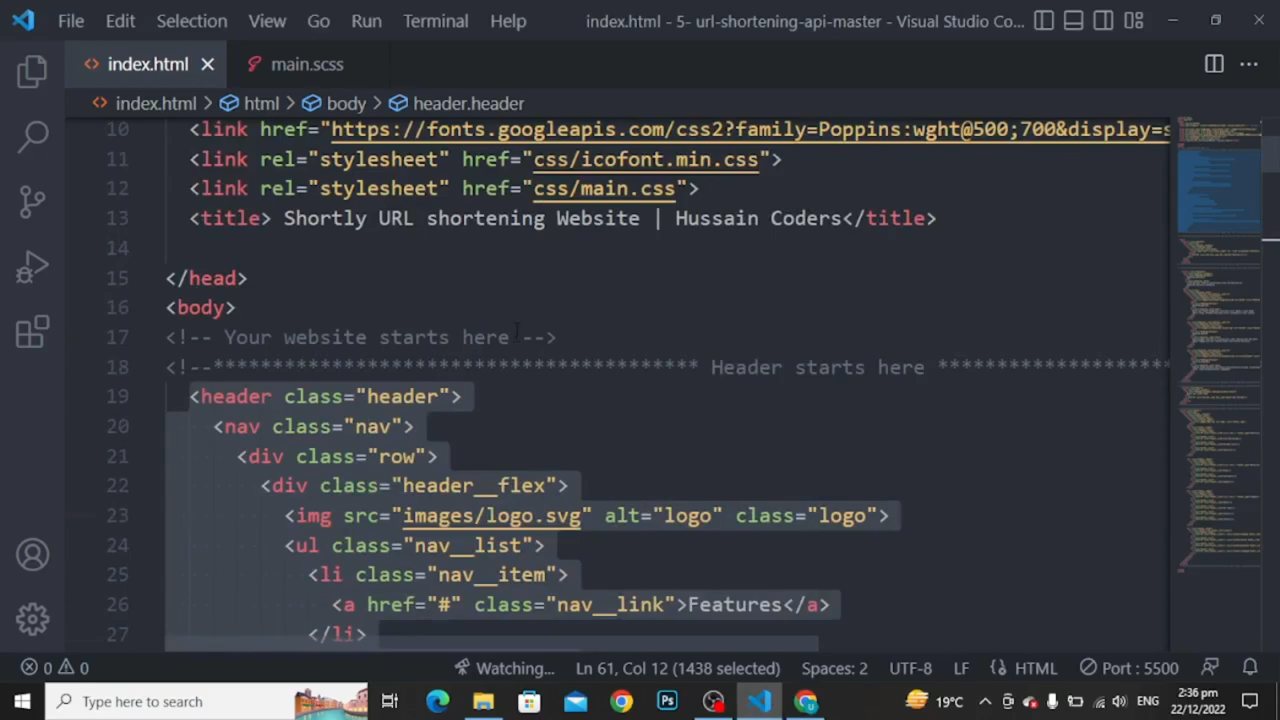 File Edit Selection View Go Run Terminal Help index.html - 5- url-shortening-api-master - Visual Studio Co...
index.html main.scss
index.html > html > body > header.header
10 <link href="https://fonts.googleapis.com/css2?family=Poppins:wght@500;700&display=s
11 <link rel="stylesheet" href="css/icofont.min.css">
12 <link rel="stylesheet" href="css/main.css">
13 <title> Shortly URL shortening Website | Hussain Coders</title>
14
15 </head>
16 <body>
17 <!-- Your website starts here -->
18 <!--***************************************** Header starts here ********************
19 <header class="header">
20 <nav class="nav">
21 <div class="row">
22 <div class="header__flex">
23 <img src="images/logo.svg" alt="logo" class="logo">
24 <ul class="nav__list">
25 <li class="nav__item">
26 <a href="#" class="nav__link">Features</a>
27 </li>
0 0 Watching... Ln 61, Col 12 (1438 selected) Spaces: 2 UTF-8 LF HTML Port : 5500
Type here to search Ps 19°C ENG 2:36 pm
22/12/2022